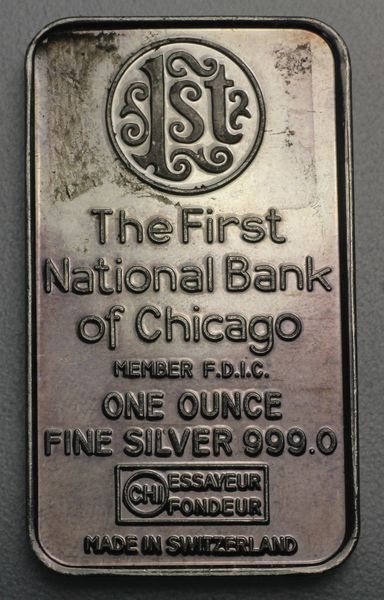 1st
The First
National Bank
of Chicago
MEMBER F.D.I.C.
ONE OUNCE
FINE SILVER 999.0
CHI ESSAYEUR
FONDEUR
MADE IN SWITZERLAND